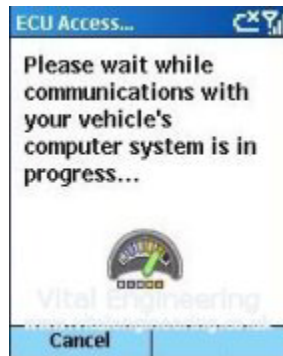 ECU Access...
Please wait while
communications with
your vehicle's
computer system is in
progress...
Vital Engineering
Cancel